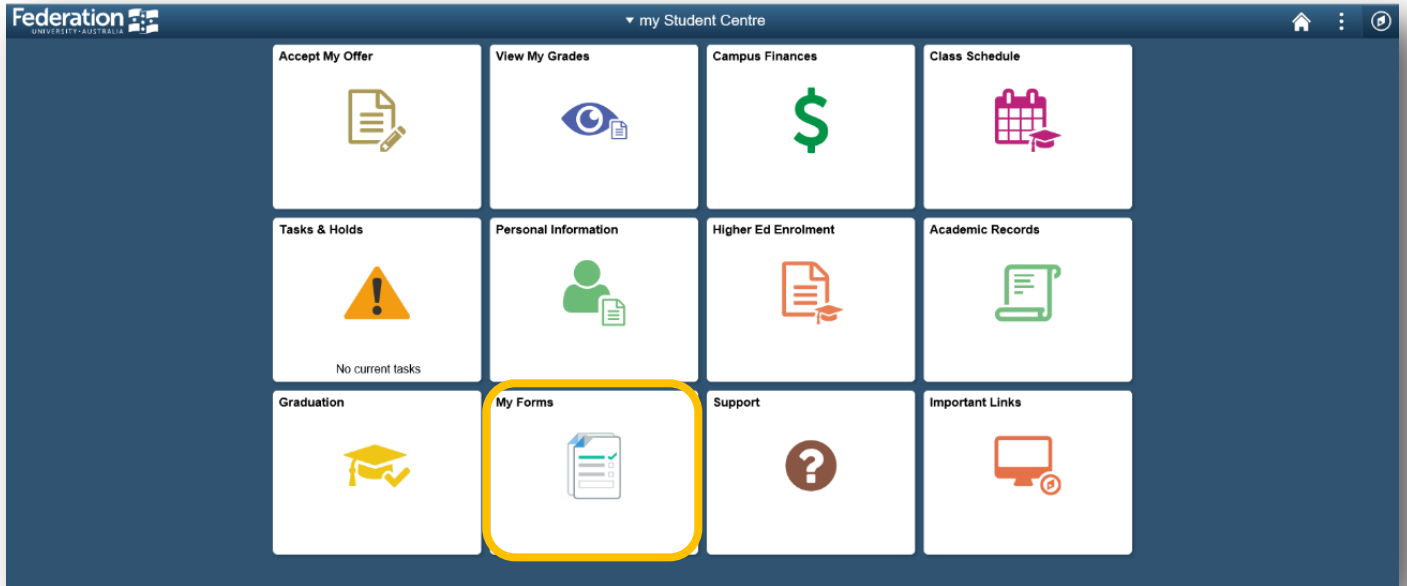 Federation
UNIVERSITY • AUSTRALIA
my Student Centre
Accept My Offer
View My Grades
Campus Finances
Class Schedule
Tasks & Holds
Personal Information
Higher Ed Enrolment
Academic Records
No current tasks
Graduation
My Forms
Support
Important Links